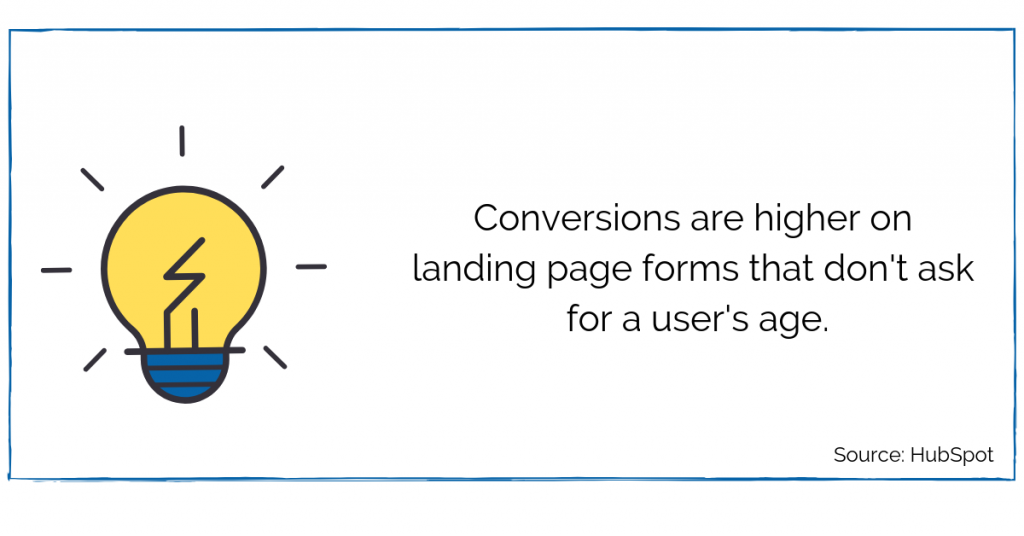 Conversions are higher on
landing page forms that don't ask
for a user's age.
Source: HubSpot